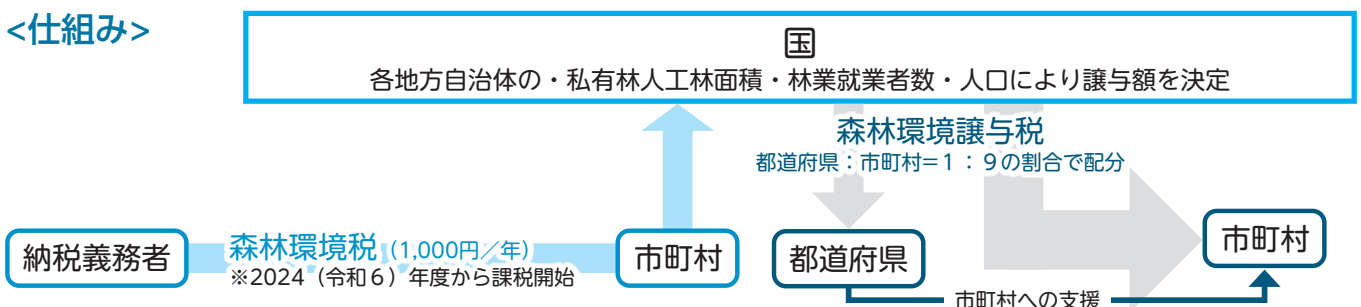 <仕組み>
国
各地方自治体の・私有林人工林面積・林業就業者数・人口により譲与額を決定
森林環境譲与税
都道府県：市町村=1：9の割合で配分
納税義務者
森林環境税 (1,000円／年)
※2024（令和6）年度から課税開始
市町村
都道府県
市町村
市町村への支援